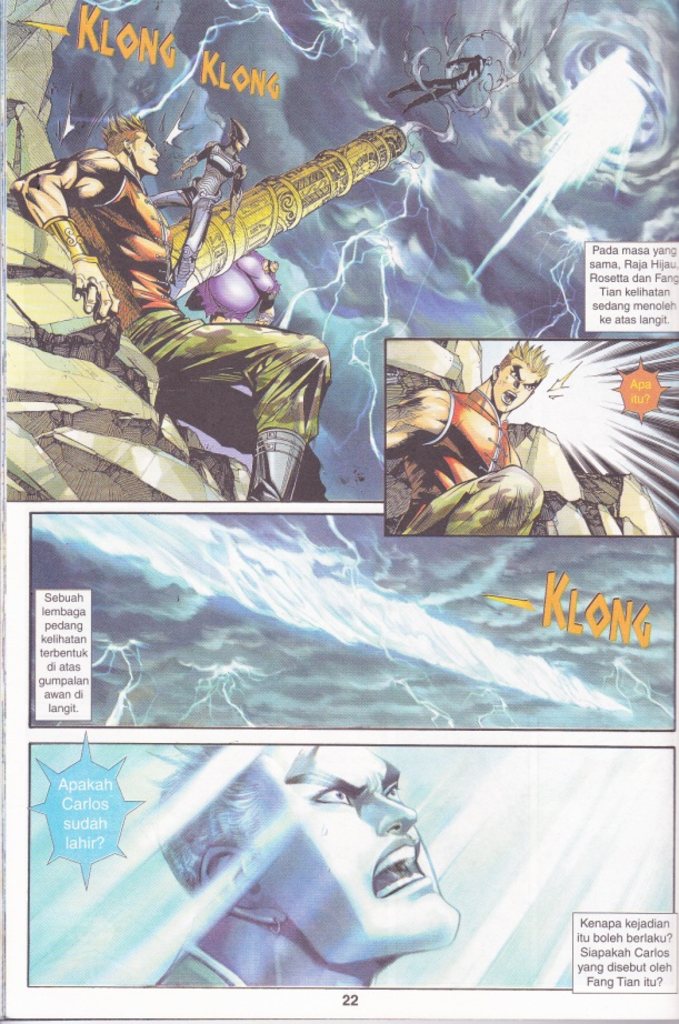 KLONG
KLONG
Pada masa yang
sama, Raja Hijau,
Rosetta dan Fang
Tian kelihatan
sedang menoleh
ke atas langit.
Apa
itu?
Sebuah
lembaga
pedang
kelihatan
terbentuk
di atas
gumpalan
awan di
langit.
KLONG
Apakah
Carlos
sudah
lahir?
Kenapa kejadian
itu boleh berlaku?
Siapakah Carlos
yang disebut oleh
Fang Tian itu?
22